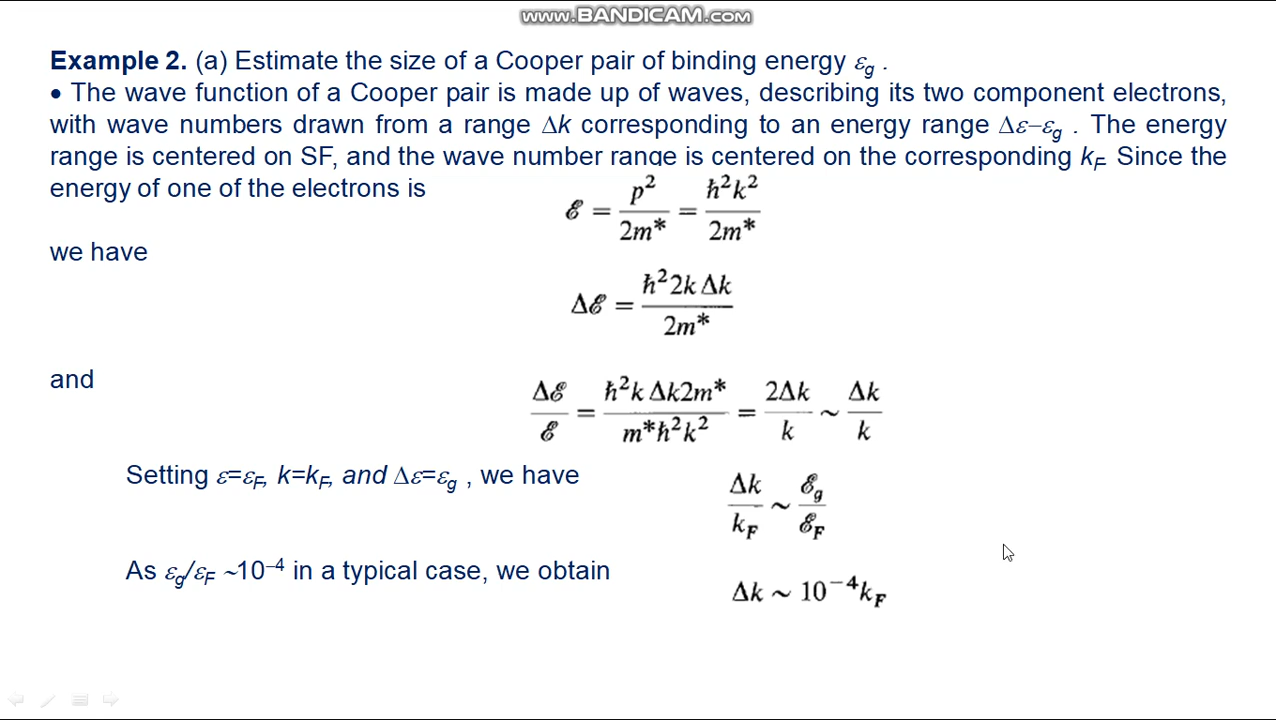 www.BANDICAM.com
Example 2. (a) Estimate the size of a Cooper pair of binding energy εg .
• The wave function of a Cooper pair is made up of waves, describing its two component electrons,
with wave numbers drawn from a range Δk corresponding to an energy range Δε−εg . The energy
range is centered on SF, and the wave number range is centered on the corresponding kF. Since the
energy of one of the electrons is
ℰ = p²/2m* = ħ²k²/2m*
we have
Δℰ = ħ²2k Δk/2m*
and
Δℰ/ℰ = ħ²k Δk2m*/m*ħ²k² = 2Δk/k ~ Δk/k
Setting ε=εF, k=kF, and Δε=εg , we have
Δk/kF ~ ℰg/ℰF
As εg/εF ~10⁻⁴ in a typical case, we obtain
Δk ~ 10⁻⁴kF